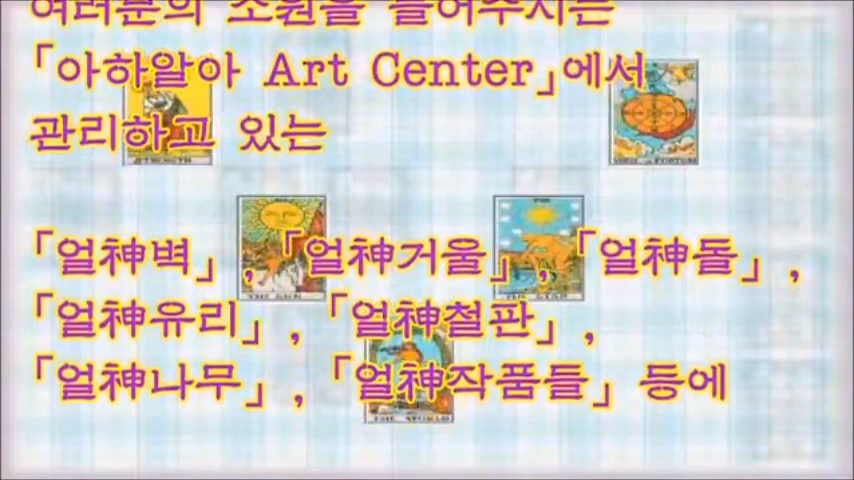 여러분의 소원을 들어주시는
「아하알아 Art Center」에서
관리하고 있는
「얼神벽」,「얼神거울」,「얼神돌」,
「얼神유리」,「얼神철판」,
「얼神나무」,「얼神작품들」등에